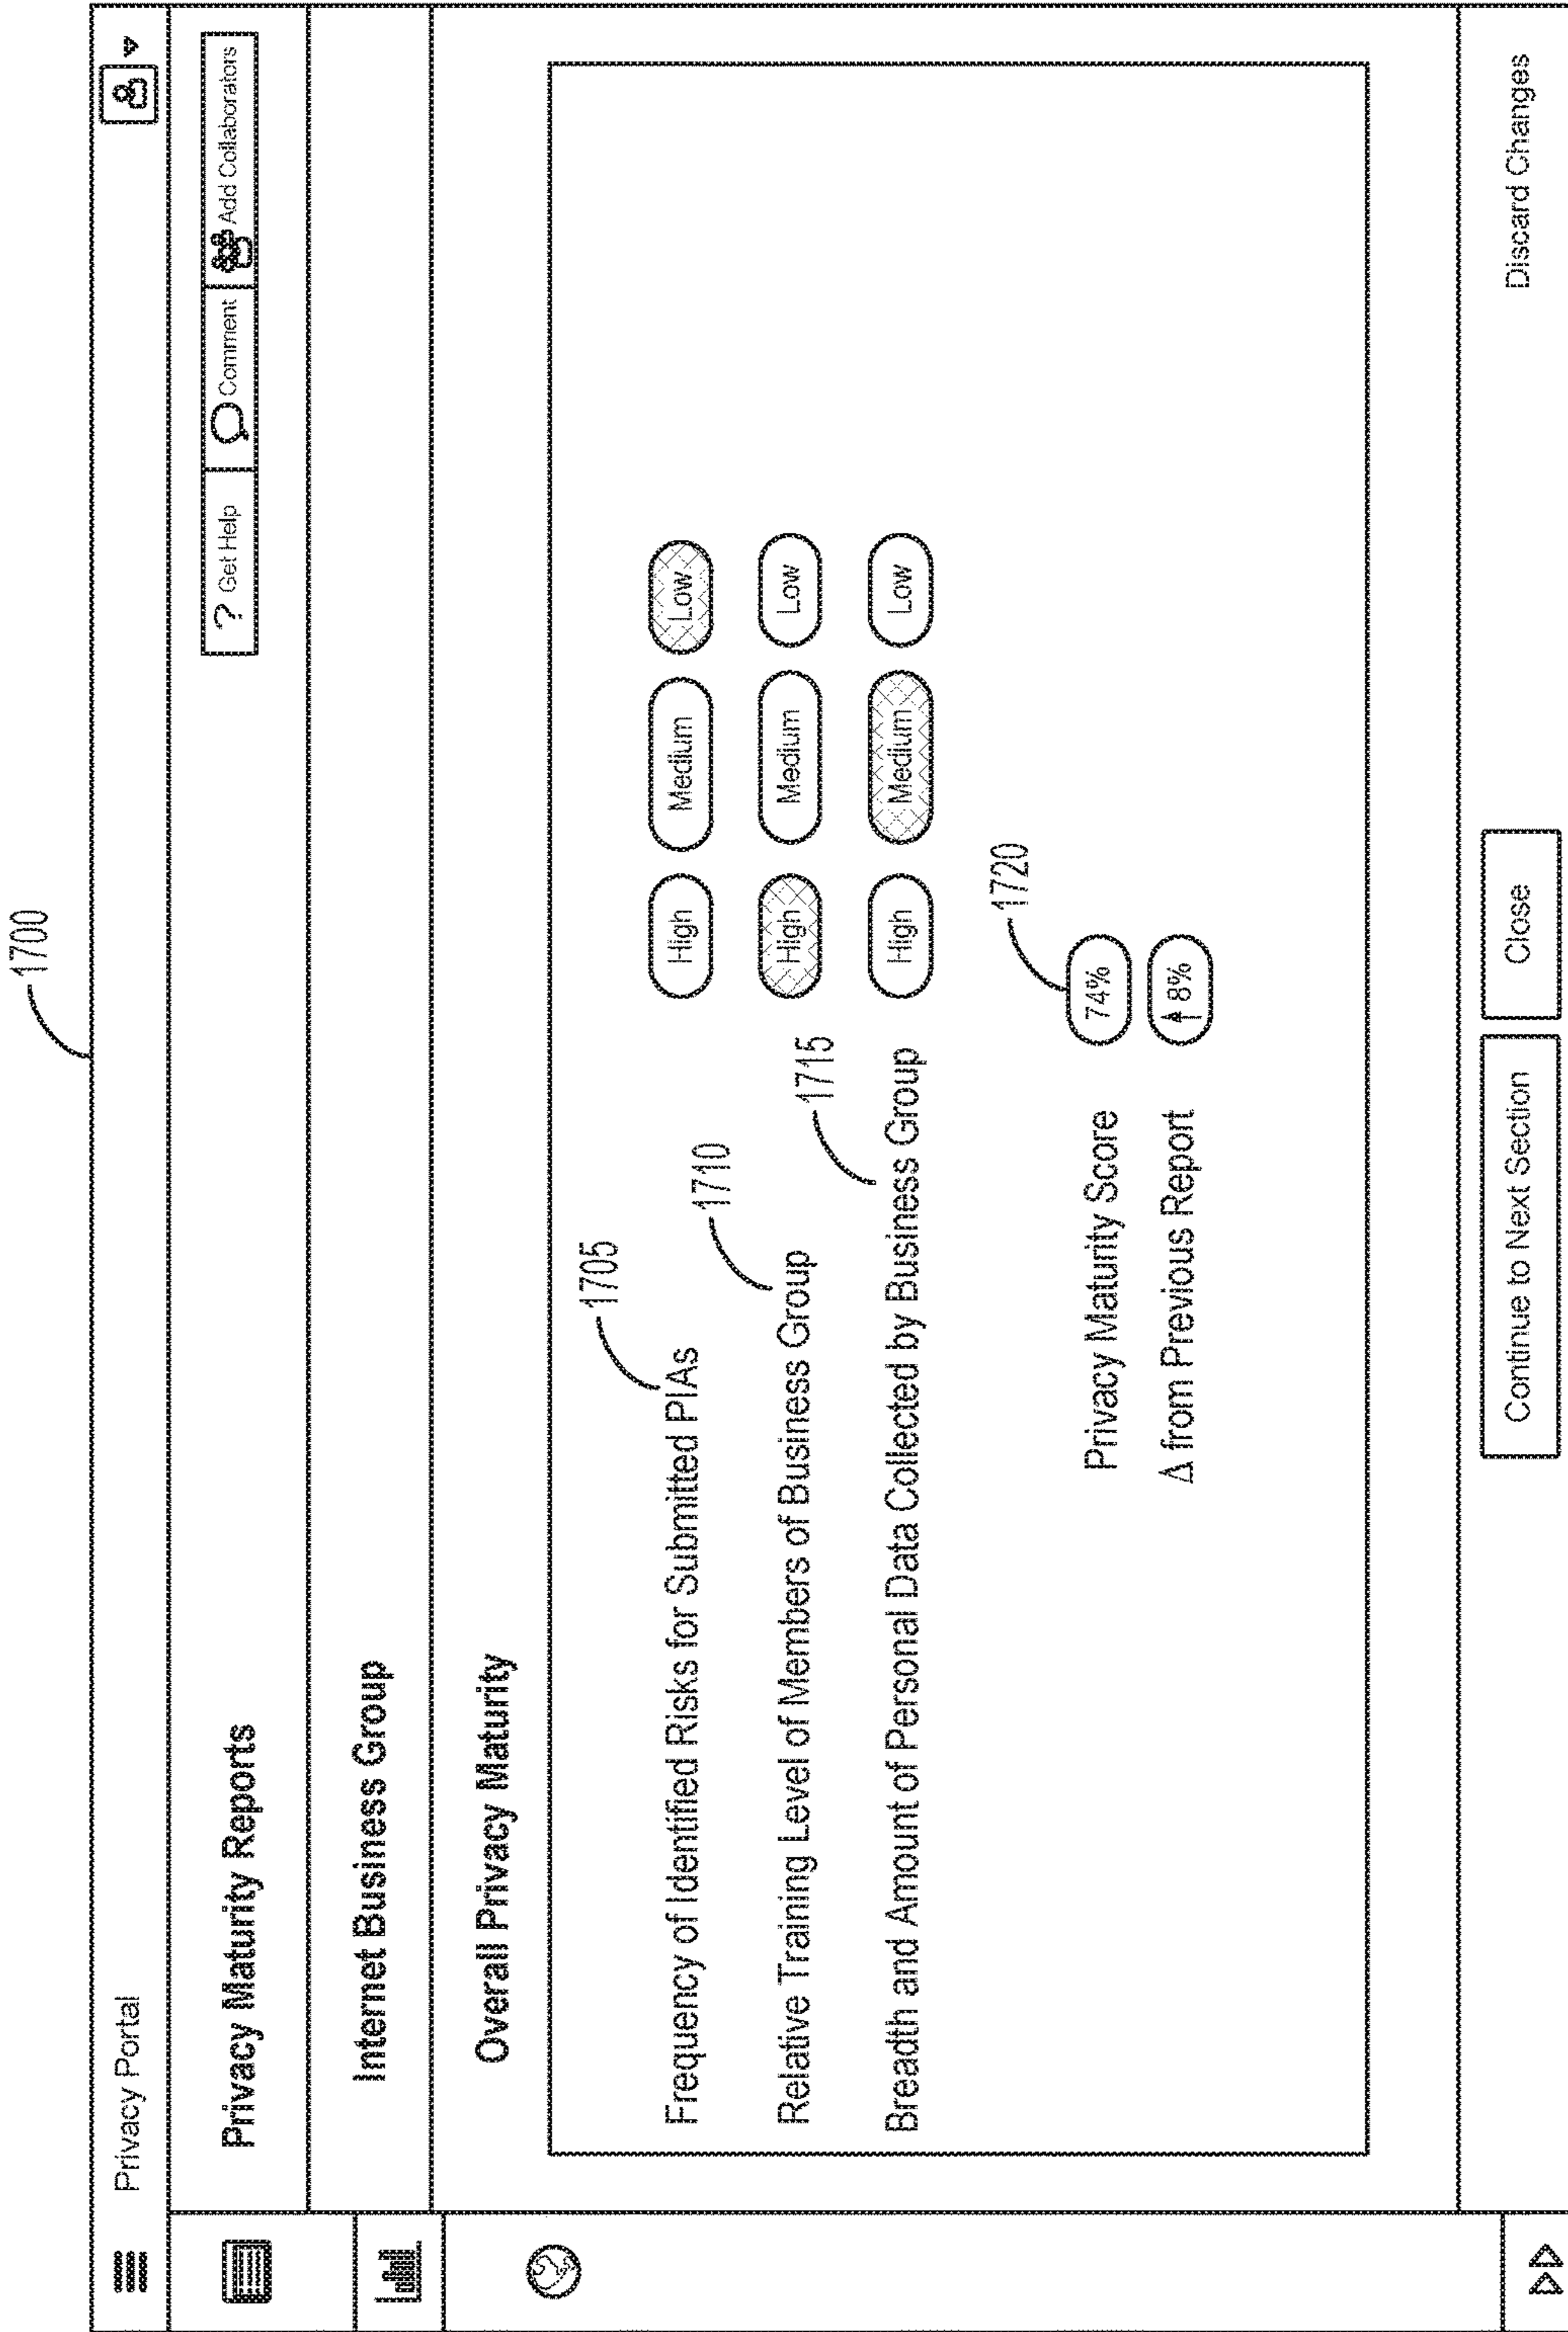 1700
Privacy Portal
Privacy Maturity Reports
? Get Help
Comment
Add Collaborators
Internet Business Group
Overall Privacy Maturity
1705
Frequency of Identified Risks for Submitted PIAs
High
Medium
Low
1710
Relative Training Level of Members of Business Group
High
Medium
Low
1715
Breadth and Amount of Personal Data Collected by Business Group
High
Medium
Low
1720
Privacy Maturity Score
74%
Δ from Previous Report
↑ 8%
Continue to Next Section
Close
Discard Changes